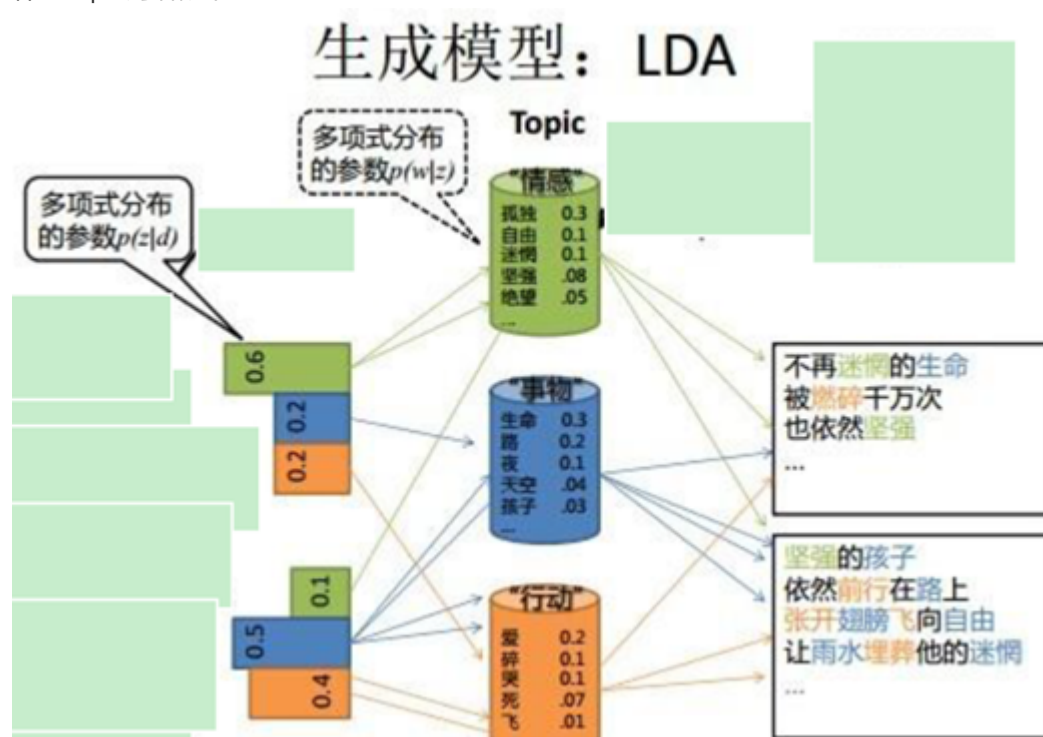 生成模型：LDA
Topic
多项式分布
的参数p(w|z)
多项式分布
的参数p(z|d)
"情感"
孤独 0.3
自由 0.1
迷惘 0.1
坚强 .08
绝望 .05
...
0.6
0.2
0.2
"事物"
生命 0.3
路 0.2
夜 0.1
天空 .04
孩子 .03
...
不再迷惘的生命
被燃碎千万次
也依然坚强
...
0.1
0.5
0.4
"行动"
爱 0.2
碎 0.1
哭 0.1
死 .07
飞 .01
坚强的孩子
依然前行在路上
张开翅膀飞向自由
让雨水埋葬他的迷惘
...